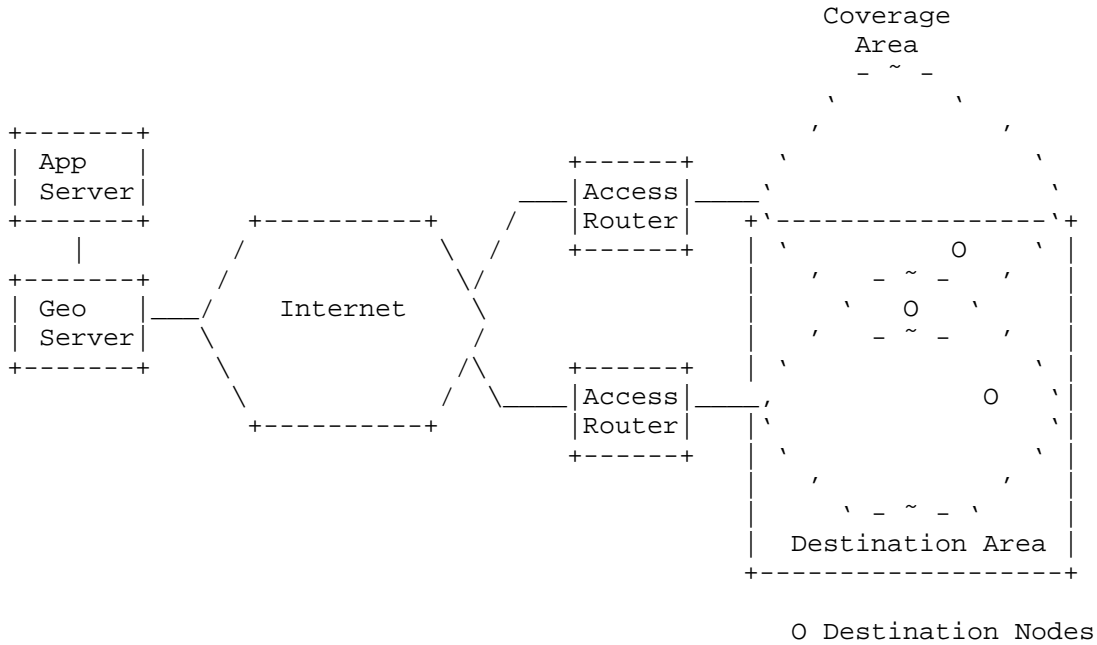 Coverage
Area
App
Server
Access
Router
O
Geo
Server
Internet
O
Access
Router
O
Destination Area
O Destination Nodes